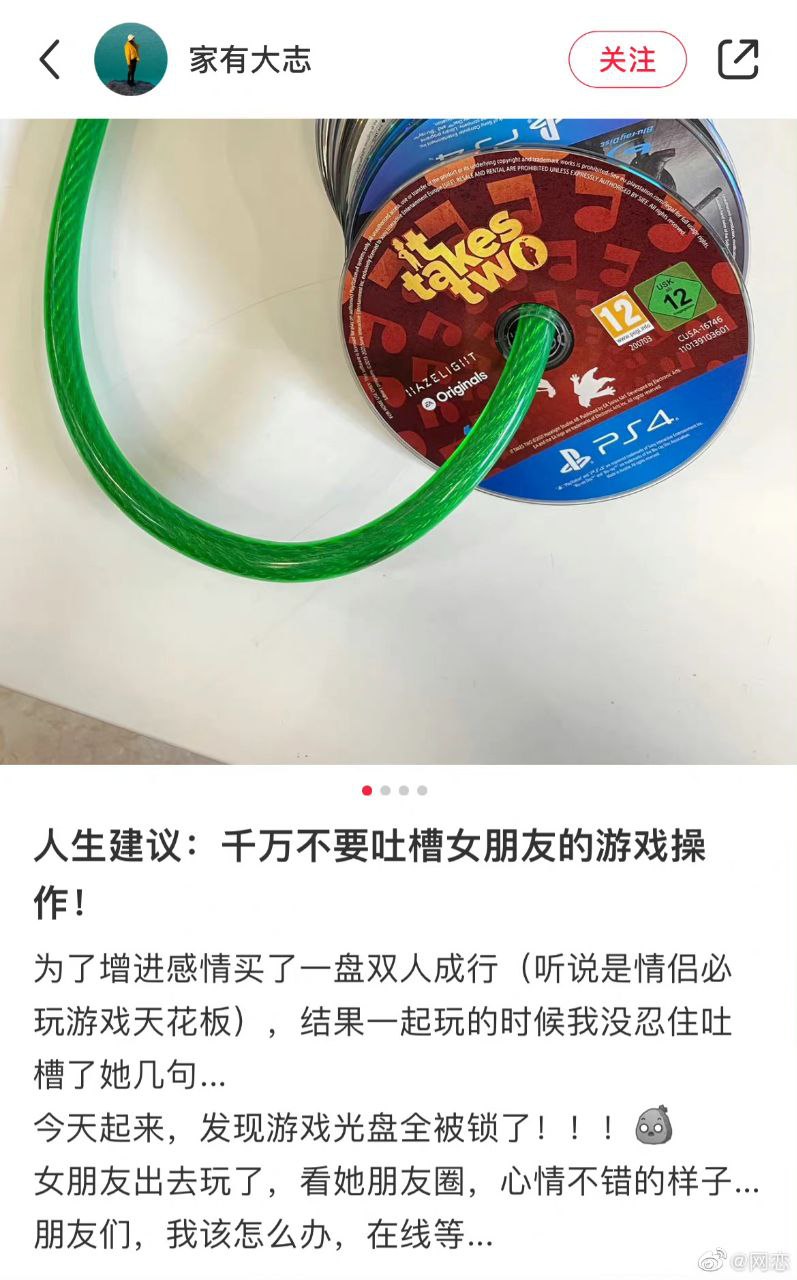 家有大志
关注
it
takes
two
HAZELIGHT
EA Originals
12
www.pegi.info
200703
USK
ab
12
CUSA-16746
110139103601
PS4
人生建议：千万不要吐槽女朋友的游戏操
作！
为了增进感情买了一盘双人成行（听说是情侣必
玩游戏天花板），结果一起玩的时候我没忍住吐
槽了她几句...
今天起来，发现游戏光盘全被锁了！！！
女朋友出去玩了，看她朋友圈，心情不错的样子...
朋友们，我该怎么办，在线等...
@网恋